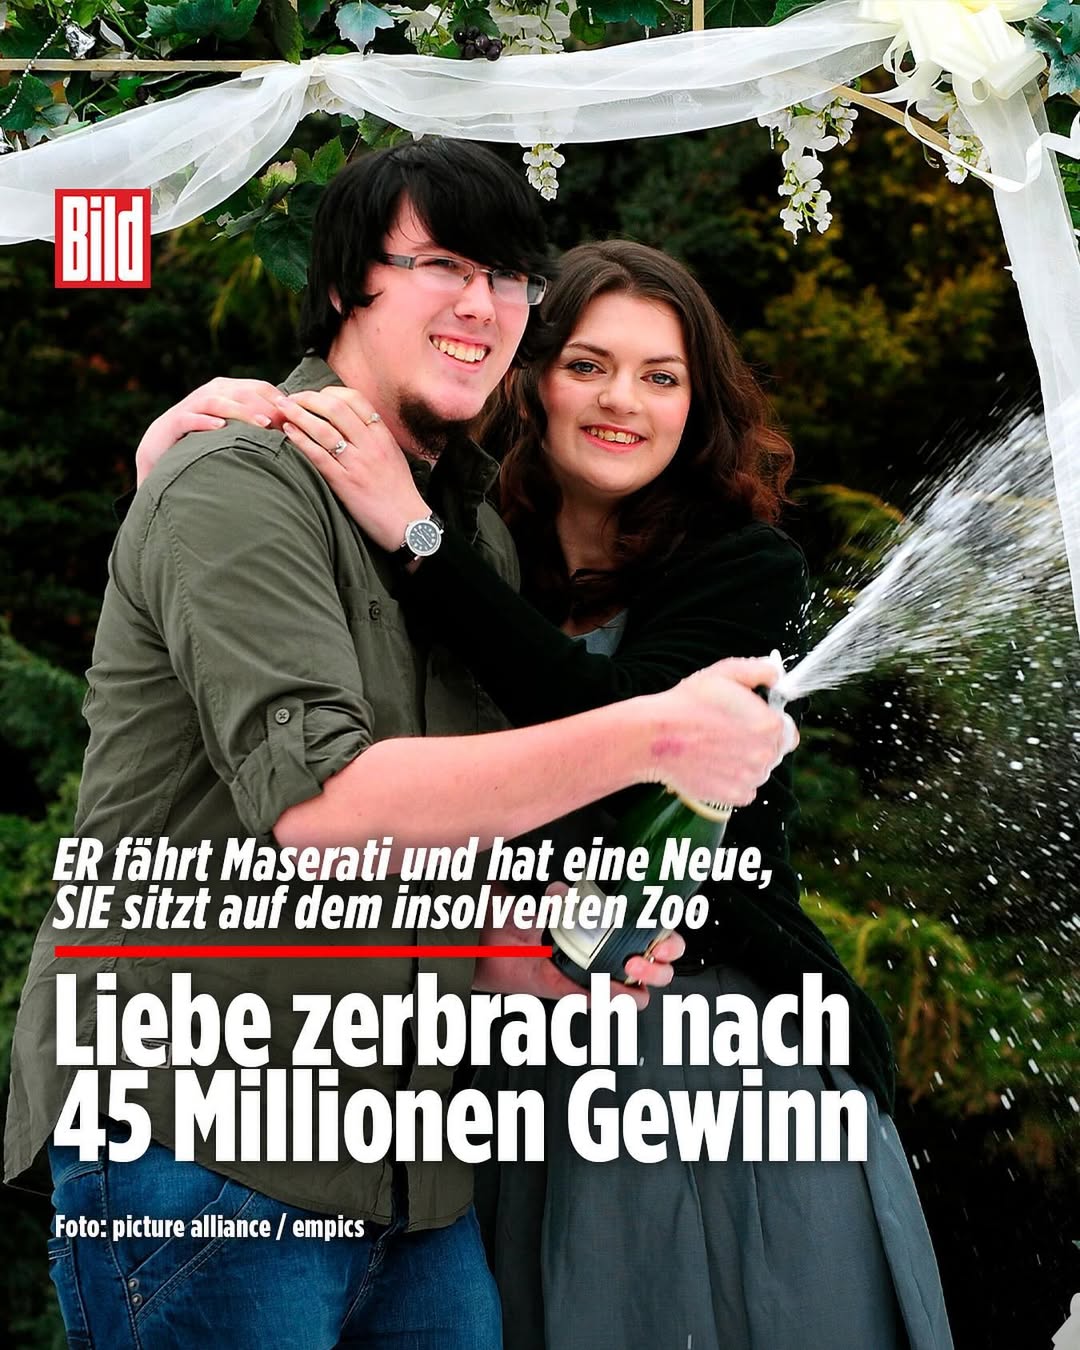 Bild
ER fährt Maserati und hat eine Neue,
SIE sitzt auf dem insolventen Zoo
Liebe zerbrach nach
45 Millionen Gewinn
Foto: picture alliance / empics